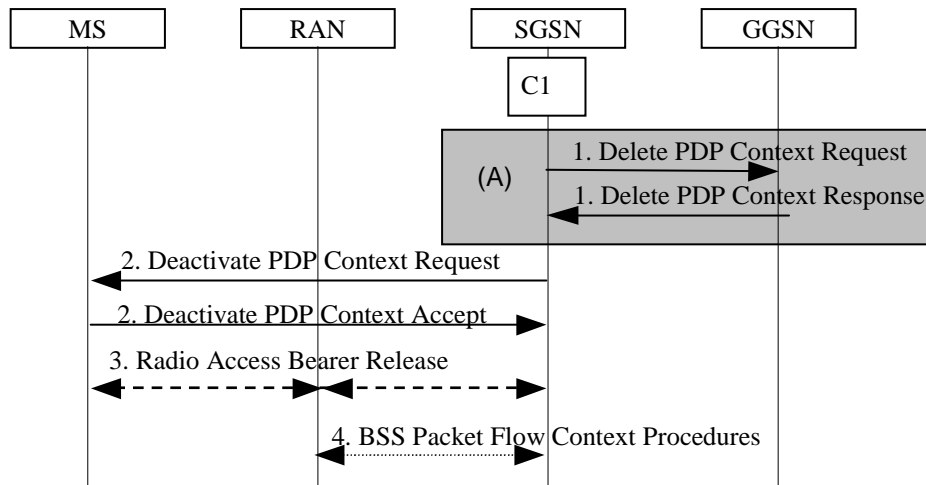 MS RAN SGSN GGSN
C1
(A)
1. Delete PDP Context Request
1. Delete PDP Context Response
2. Deactivate PDP Context Request
2. Deactivate PDP Context Accept
3. Radio Access Bearer Release
4. BSS Packet Flow Context Procedures